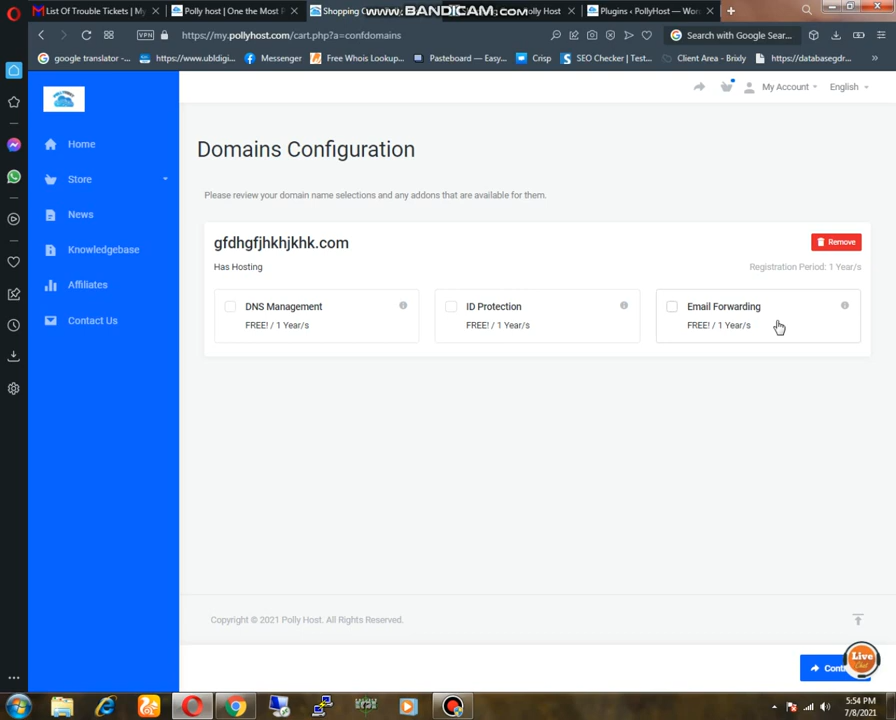 List Of Trouble Tickets | My
Polly host | One the Most P
Shopping C
www.BANDICAM.com
olly Host
Plugins ‹ PollyHost — Wor
VPN
https://my.pollyhost.com/cart.php?a=confdomains
Search with Google Sear...
google translator -...
https://www.ubldigi...
Messenger
Free Whois Lookup...
Pasteboard — Easy...
Crisp
SEO Checker | Test...
Client Area - Brixly
https://databasegdr...
My Account
English
Home
Store
News
Knowledgebase
Affiliates
Contact Us
Domains Configuration
Please review your domain name selections and any addons that are available for them.
gfdhgfjhkhjkhk.com
Remove
Has Hosting
Registration Period: 1 Year/s
DNS Management
FREE! / 1 Year/s
ID Protection
FREE! / 1 Year/s
Email Forwarding
FREE! / 1 Year/s
Copyright © 2021 Polly Host. All Rights Reserved.
Conti
Live
Chat
5:54 PM
7/8/2021